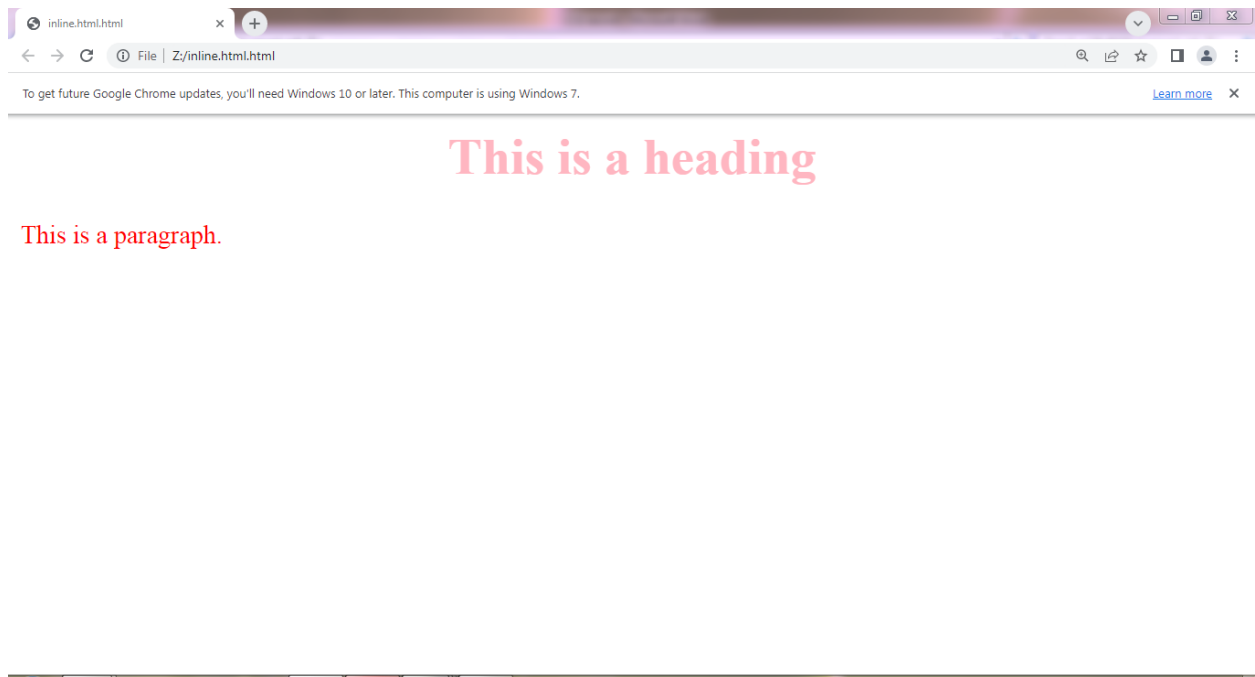 inline.html.html
File | Z:/inline.html.html
To get future Google Chrome updates, you'll need Windows 10 or later. This computer is using Windows 7. Learn more
This is a heading
This is a paragraph.